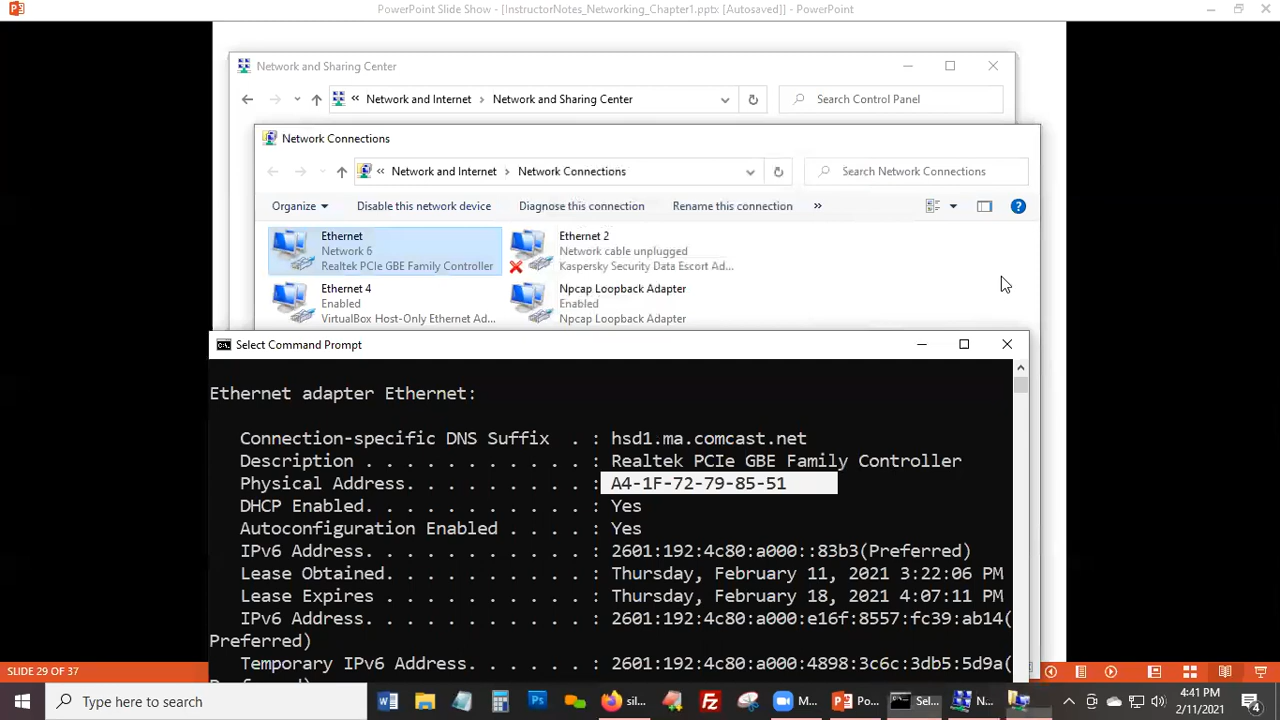 PowerPoint Slide Show - [InstructorNotes_Networking_Chapter1.pptx [Autosaved]] - PowerPoint
Network and Sharing Center
« Network and Internet > Network and Sharing Center
Search Control Panel
Network Connections
« Network and Internet > Network Connections
Search Network Connections
Organize
Disable this network device
Diagnose this connection
Rename this connection
»
Ethernet
Network 6
Realtek PCIe GBE Family Controller
Ethernet 2
Network cable unplugged
Kaspersky Security Data Escort Ad...
Ethernet 4
Enabled
VirtualBox Host-Only Ethernet Ad...
Npcap Loopback Adapter
Enabled
Npcap Loopback Adapter
Select Command Prompt
Ethernet adapter Ethernet:
Connection-specific DNS Suffix . : hsd1.ma.comcast.net
Description . . . . . . . . . . . : Realtek PCIe GBE Family Controller
Physical Address. . . . . . . . . : A4-1F-72-79-85-51
DHCP Enabled. . . . . . . . . . . : Yes
Autoconfiguration Enabled . . . . : Yes
IPv6 Address. . . . . . . . . . . : 2601:192:4c80:a000::83b3(Preferred)
Lease Obtained. . . . . . . . . . : Thursday, February 11, 2021 3:22:06 PM
Lease Expires . . . . . . . . . . : Thursday, February 18, 2021 4:07:11 PM
IPv6 Address. . . . . . . . . . . : 2601:192:4c80:a000:e16f:8557:fc39:ab14(
Preferred)
Temporary IPv6 Address. . . . . . : 2601:192:4c80:a000:4898:3c6c:3db5:5d9a(
Preferred)
SLIDE 29 OF 37
Type here to search
sil...
M...
Po...
Sel...
N...
4:41 PM
2/11/2021
4